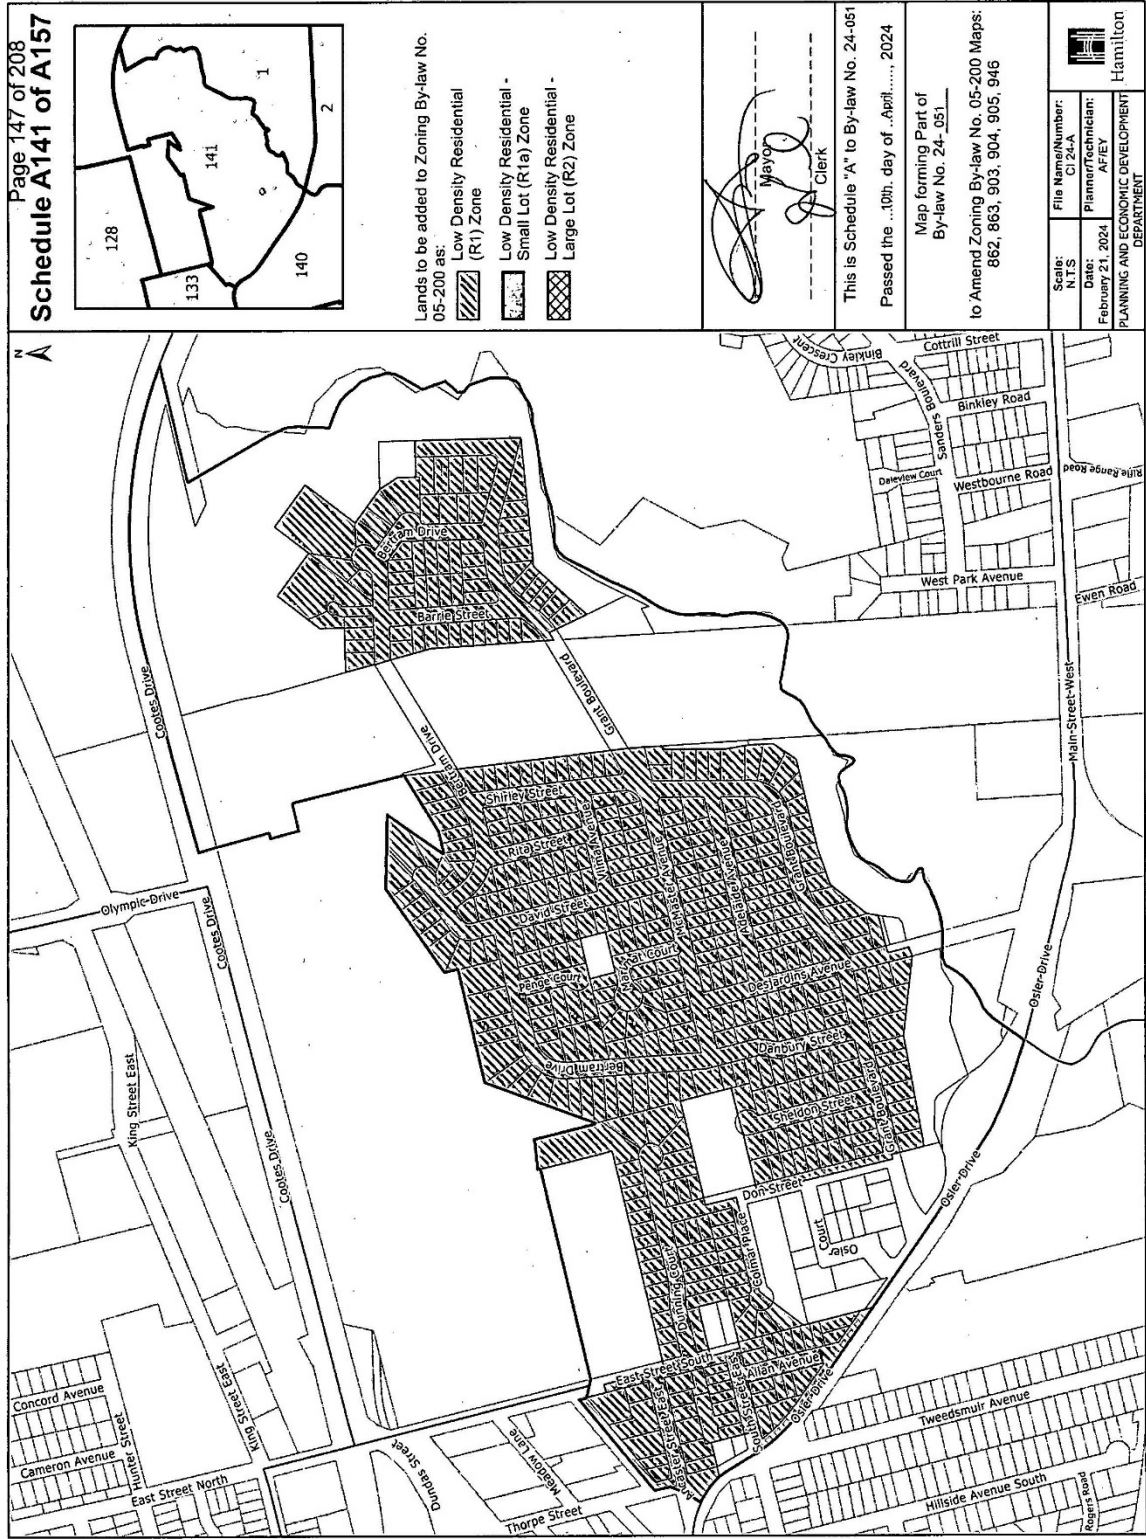 Page 147 of 208
Schedule A141 of A157
128
133
141
1
140
2
Lands to be added to Zoning By-law No.
05-200 as:
Low Density Residential
(R1) Zone
Low Density Residential -
Small Lot (R1a) Zone
Low Density Residential -
Large Lot (R2) Zone
Mayor
Clerk
This is Schedule "A" to By-law No. 24-051
Passed the ...10th. day of ..April....., 2024
Map forming Part of
By-law No. 24-_051_
to Amend Zoning By-law No. 05-200 Maps:
862, 863, 903, 904, 905, 946
Scale:
N.T.S
File Name/Number:
CI 24-A
Date:
February 21, 2024
Planner/Technician:
AF/EY
PLANNING AND ECONOMIC DEVELOPMENT
DEPARTMENT
Hamilton
N
Concord Avenue
Cameron Avenue
Hunter Street
East Street North
King Street East
King Street East
Olympic Drive
Cootes Drive
Cootes Drive
Cootes Drive
Dundas Street
Meadow Lane
Thorpe Street
East Street South
McMaster Street East
South Street East
Allan Avenue
Dunning Court
Colmar Place
Don Street
Osler
Court
Osler Drive
Osler Drive
Osler Drive
Tweedsmuir Avenue
Hillside Avenue South
Rogers Road
Bertram Drive
Penge Court
Margrat Court
David Street
Rita Street
Shirley Street
Bertram Drive
McMaster Avenue
Adelaide Avenue
Grant Boulevard
Desjardins Avenue
Danbury Street
Sheldon Street
Grant Boulevard
Grant Boulevard
Bertram Drive
Barrie Street
Main Street West
West Park Avenue
Ewen Road
Westbourne Road
Rifle Range Road
Daleview Court
Sanders Boulevard
Binkley Road
Binkley Crescent
Cottrill Street